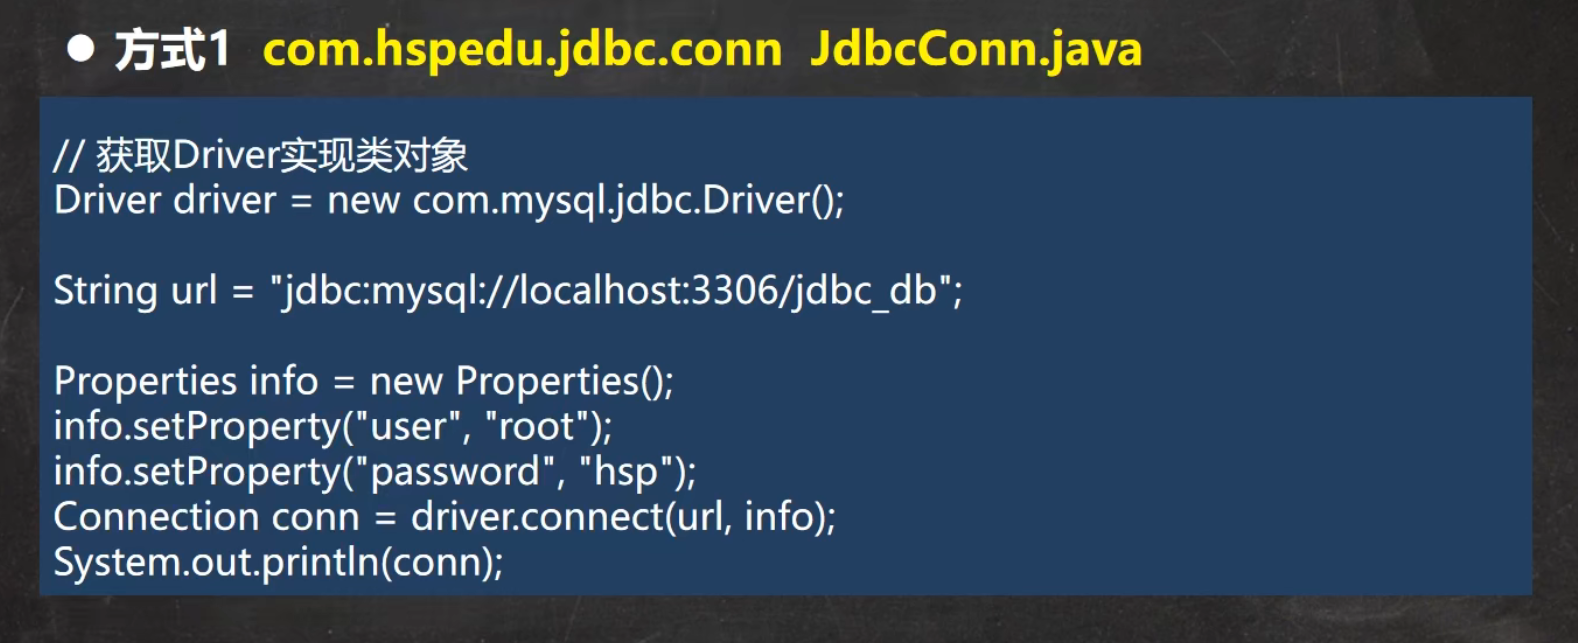 ● 方式1 com.hspedu.jdbc.conn JdbcConn.java
// 获取Driver实现类对象
Driver driver = new com.mysql.jdbc.Driver();
String url = "jdbc:mysql://localhost:3306/jdbc_db";
Properties info = new Properties();
info.setProperty("user", "root");
info.setProperty("password", "hsp");
Connection conn = driver.connect(url, info);
System.out.println(conn);